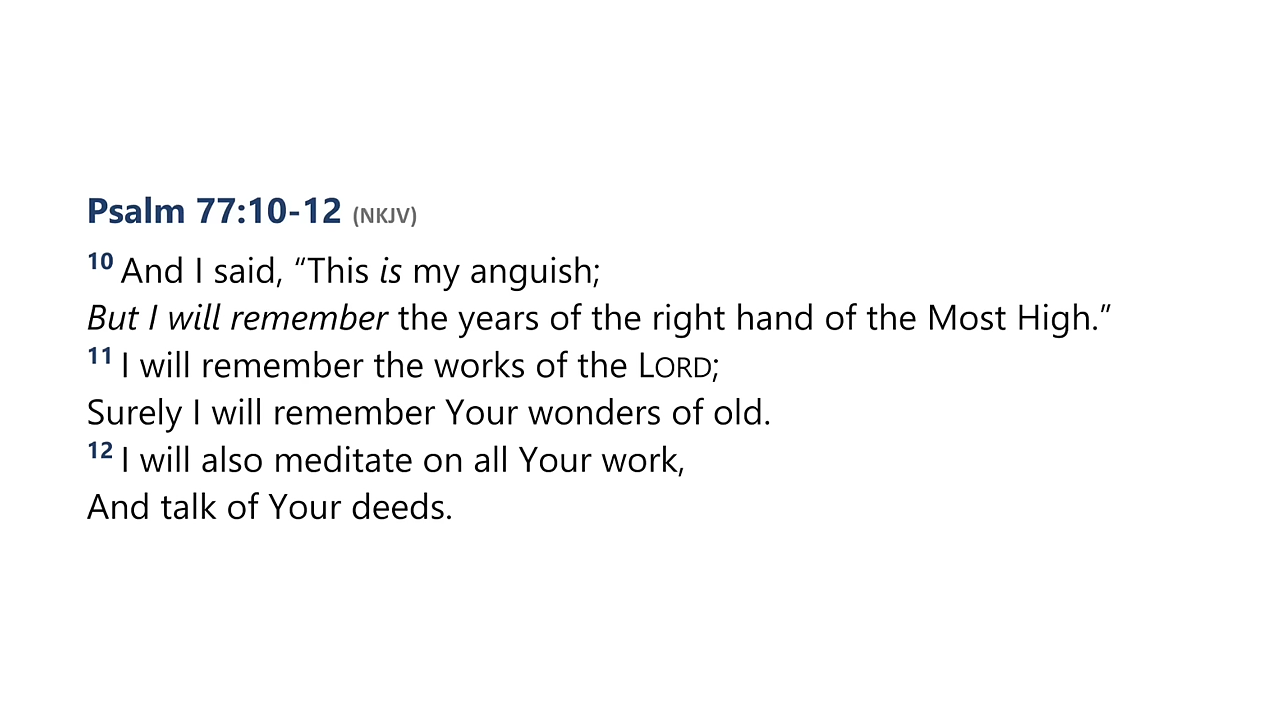 Psalm 77:10-12 (NKJV)
10 And I said, “This is my anguish;
But I will remember the years of the right hand of the Most High.”
11 I will remember the works of the LORD;
Surely I will remember Your wonders of old.
12 I will also meditate on all Your work,
And talk of Your deeds.